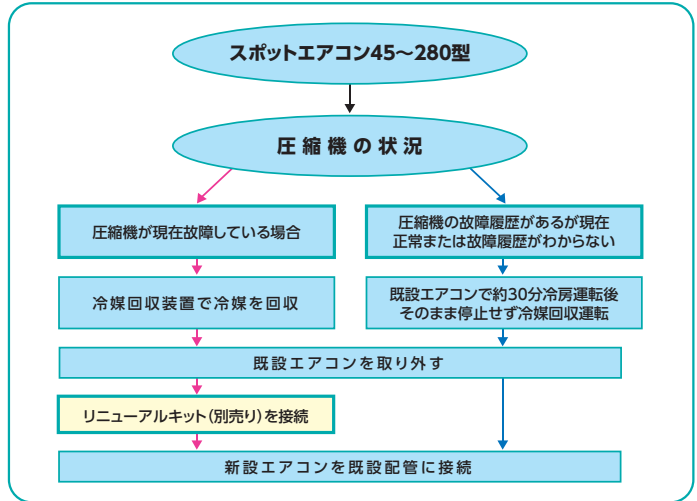 スポットエアコン45〜280型
圧縮機の状況
圧縮機が現在故障している場合
圧縮機の故障履歴があるが現在
正常または故障履歴がわからない
冷媒回収装置で冷媒を回収
既設エアコンで約30分冷房運転後
そのまま停止せず冷媒回収運転
既設エアコンを取り外す
リニューアルキット(別売り)を接続
新設エアコンを既設配管に接続